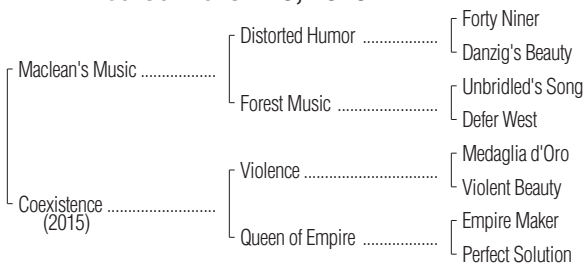 Distorted Humor ..................
Forty Niner
Danzig's Beauty
Maclean's Music ..................
Forest Music ........................
Unbridled's Song
Defer West
Violence ................................
Medaglia d'Oro
Violent Beauty
Coexistence ..........................
(2015)
Queen of Empire ..................
Empire Maker
Perfect Solution